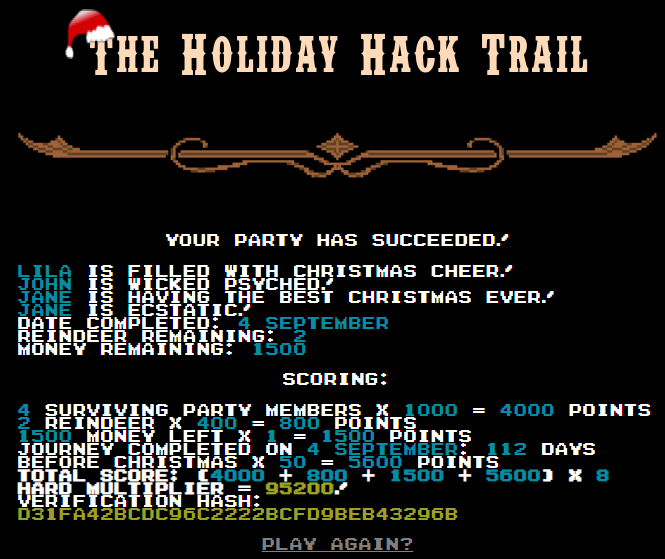 THE HOLIDAY HACK TRAIL
YOUR PARTY HAS SUCCEEDED!
LILA IS FILLED WITH CHRISTMAS CHEER!
JOHN IS WICKED PSYCHED!
JANE IS HAVING THE BEST CHRISTMAS EVER!
JANE IS ECSTATIC!
DATE COMPLETED: 4 SEPTEMBER
REINDEER REMAINING: 2
MONEY REMAINING: 1500
SCORING:
4 SURVIVING PARTY MEMBERS X 1000 = 4000 POINTS
2 REINDEER X 400 = 800 POINTS
1500 MONEY LEFT X 1 = 1500 POINTS
JOURNEY COMPLETED ON 4 SEPTEMBER: 112 DAYS
BEFORE CHRISTMAS X 50 = 5600 POINTS
TOTAL SCORE: (4000 + 800 + 1500 + 5600) X 8
HARD MULTIPLIER = 95200!
VERIFICATION HASH:
D31FA42BCDC96C2222BCFD9BEB43296B
PLAY AGAIN?